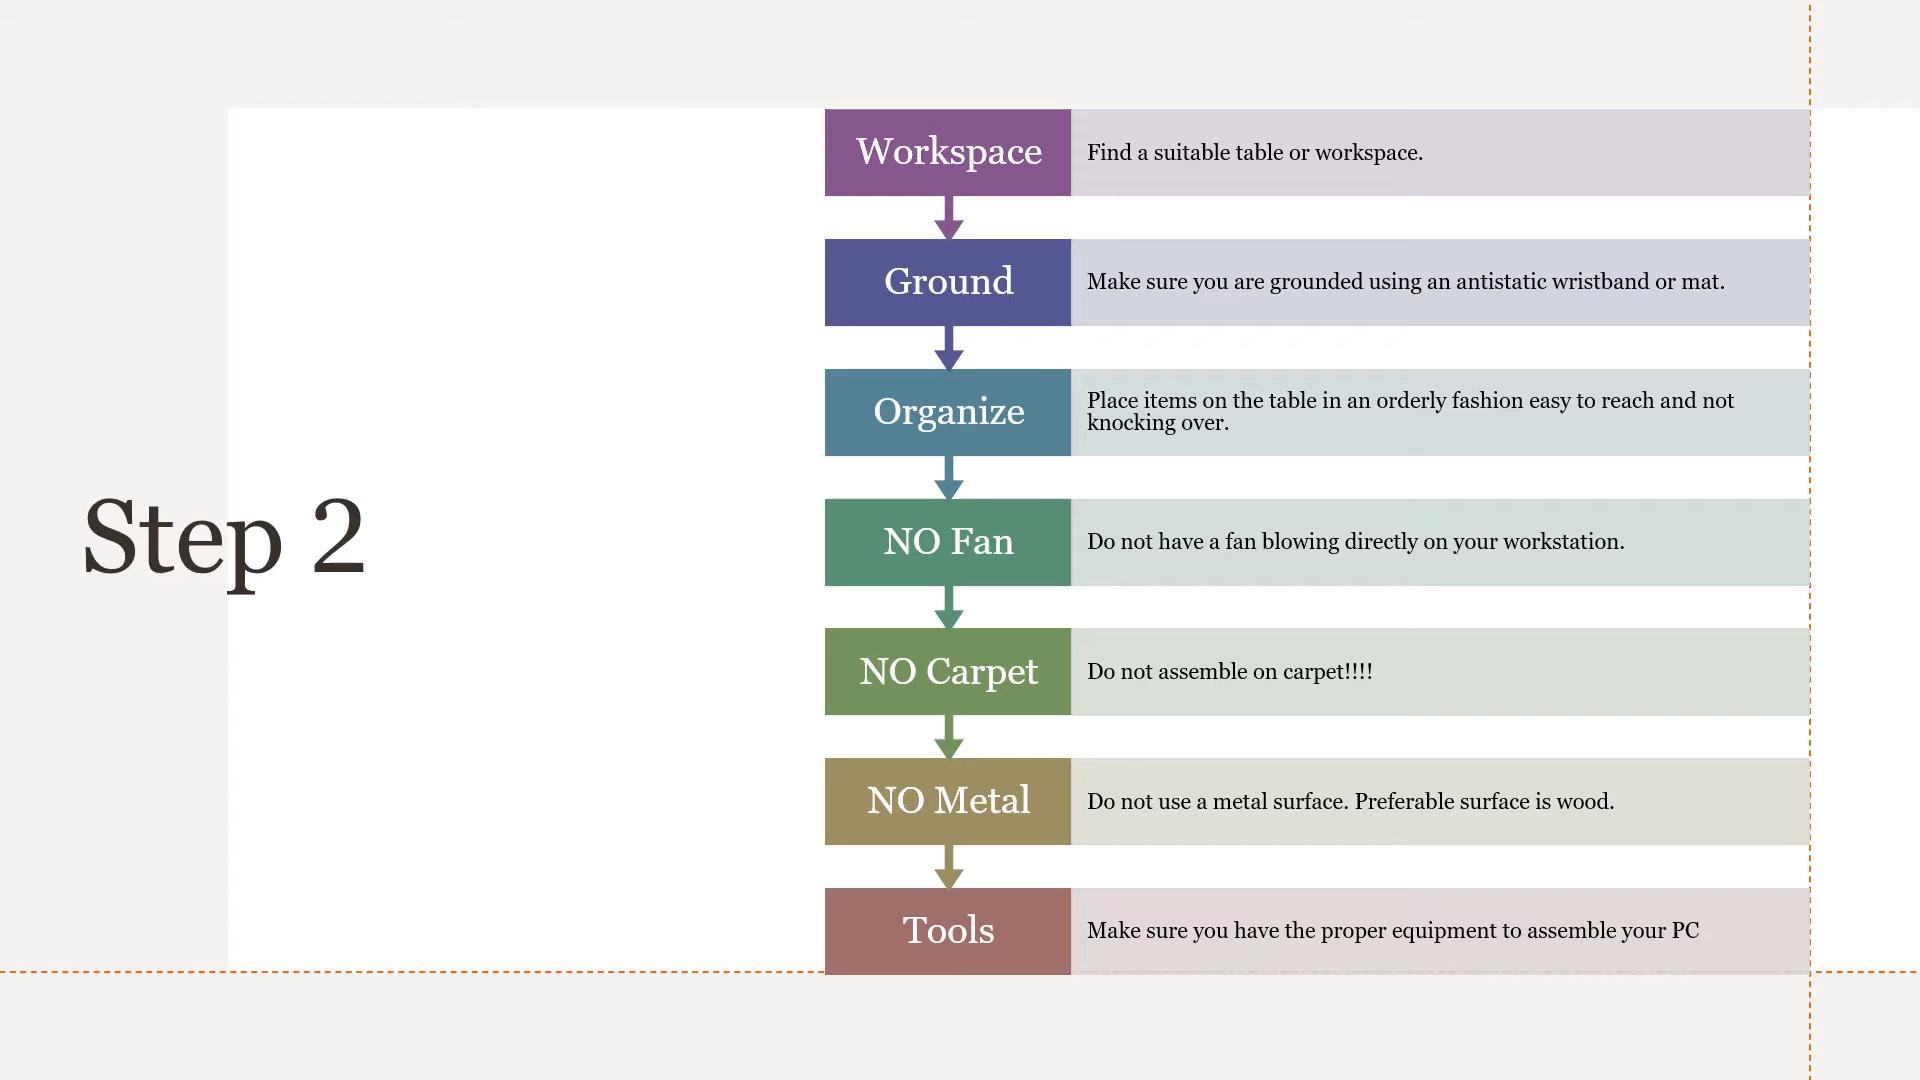 Step 2
Workspace
Find a suitable table or workspace.
Ground
Make sure you are grounded using an antistatic wristband or mat.
Organize
Place items on the table in an orderly fashion easy to reach and not
knocking over.
NO Fan
Do not have a fan blowing directly on your workstation.
NO Carpet
Do not assemble on carpet!!!!
NO Metal
Do not use a metal surface. Preferable surface is wood.
Tools
Make sure you have the proper equipment to assemble your PC